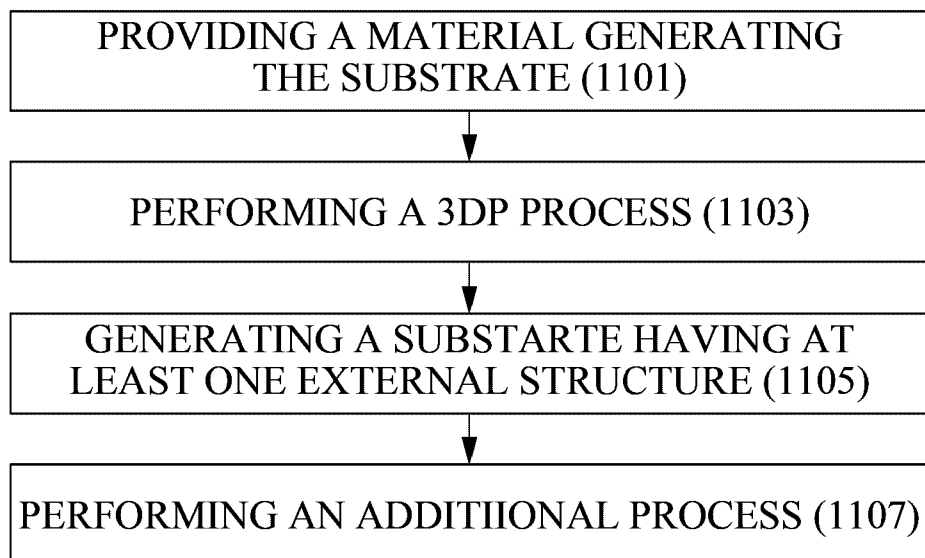 PROVIDING A MATERIAL GENERATING
THE SUBSTRATE (1101)
PERFORMING A 3DP PROCESS (1103)
GENERATING A SUBSTARTE HAVING AT
LEAST ONE EXTERNAL STRUCTURE (1105)
PERFORMING AN ADDITIIONAL PROCESS (1107)